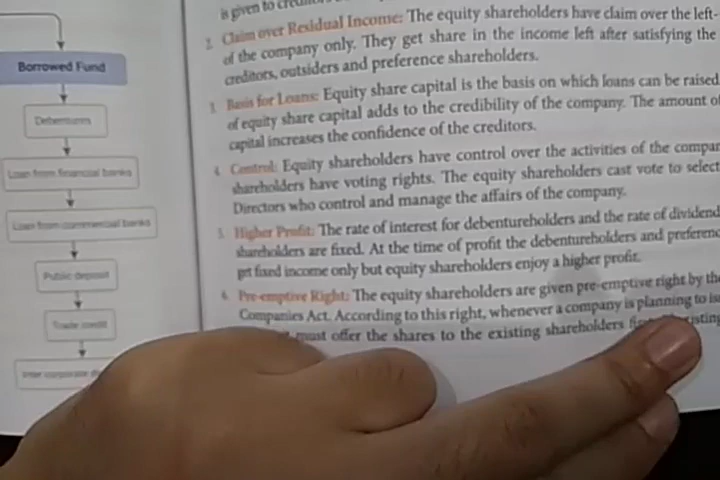 Borrowed Fund
Debentures
Loan from financial banks
Loan from commercial banks
Public deposit
Trade credit
Inter corporate
is given to
2. Claim over Residual Income: The equity shareholders have claim over the left-
of the company only. They get share in the income left after satisfying the
creditors, outsiders and preference shareholders.
3. Basis for Loans: Equity share capital is the basis on which loans can be raised
of equity share capital adds to the credibility of the company. The amount of
capital increases the confidence of the creditors.
4. Control: Equity shareholders have control over the activities of the compan
shareholders have voting rights. The equity shareholders cast vote to select
Directors who control and manage the affairs of the company.
5. Higher Profit: The rate of interest for debentureholders and the rate of dividend
shareholders are fixed. At the time of profit the debentureholders and preferenc
get fixed income only but equity shareholders enjoy a higher profit.
6. Pre-emptive Right: The equity shareholders are given pre-emptive right by the
Companies Act. According to this right, whenever a company is planning to is
must offer the shares to the existing shareholders